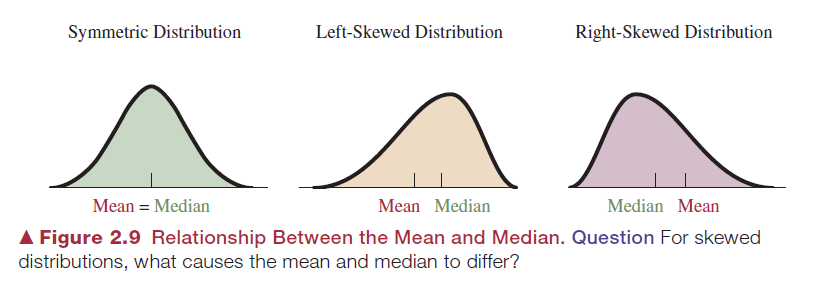 Symmetric Distribution Left-Skewed Distribution Right-Skewed Distribution
Mean = Median Mean Median Median Mean
▲ Figure 2.9 Relationship Between the Mean and Median. Question For skewed
distributions, what causes the mean and median to differ?